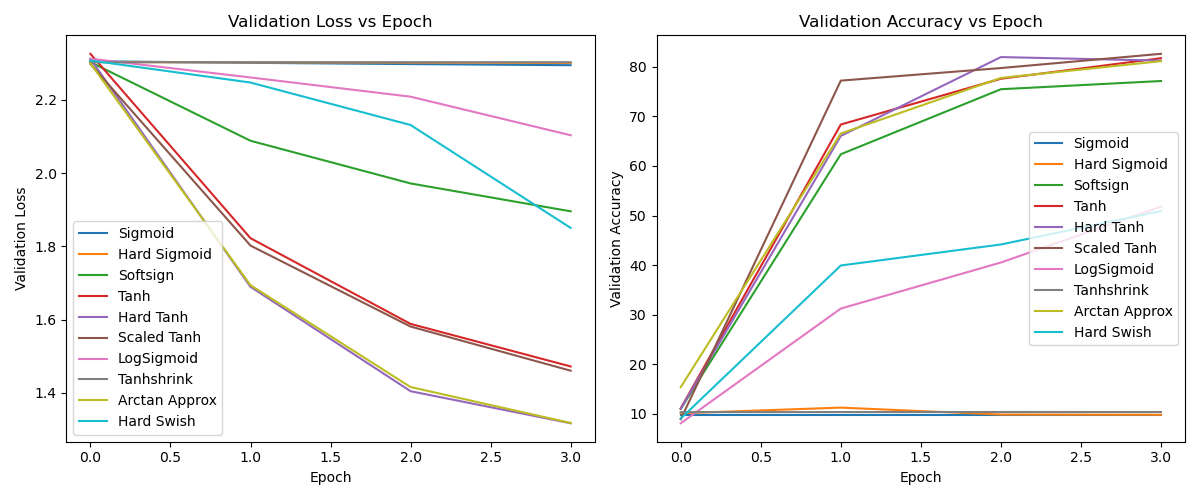 Validation Loss vs Epoch
Validation Loss
2.2
2.0
1.8
1.6
1.4
Sigmoid
Hard Sigmoid
Softsign
Tanh
Hard Tanh
Scaled Tanh
LogSigmoid
Tanhshrink
Arctan Approx
Hard Swish
0.0 0.5 1.0 1.5 2.0 2.5 3.0
Epoch
Validation Accuracy vs Epoch
Validation Accuracy
80
70
60
50
40
30
20
10
Sigmoid
Hard Sigmoid
Softsign
Tanh
Hard Tanh
Scaled Tanh
LogSigmoid
Tanhshrink
Arctan Approx
Hard Swish
0.0 0.5 1.0 1.5 2.0 2.5 3.0
Epoch